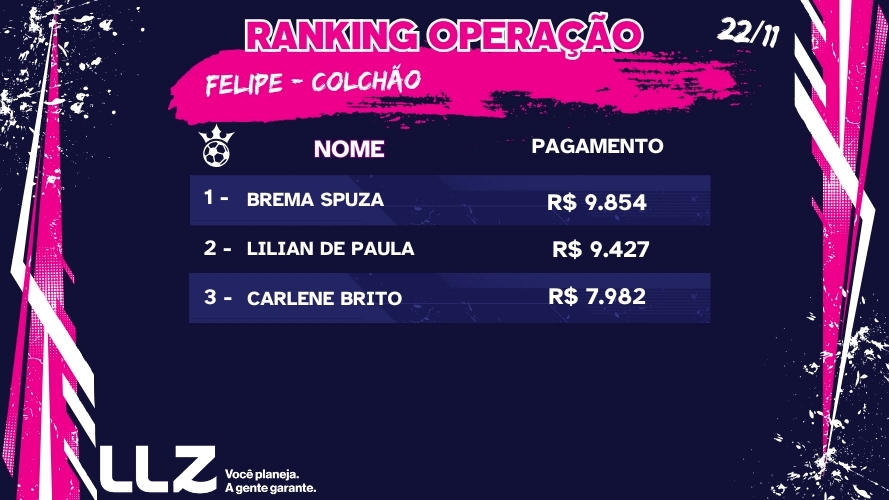 RANKING OPERAÇÃO
22/11
FELIPE - COLCHÃO
NOME PAGAMENTO
1 - BREMA SPUZA R$ 9.854
2 - LILIAN DE PAULA R$ 9.427
3 - CARLENE BRITO R$ 7.982
LLZ
Você planeja.
A gente garante.